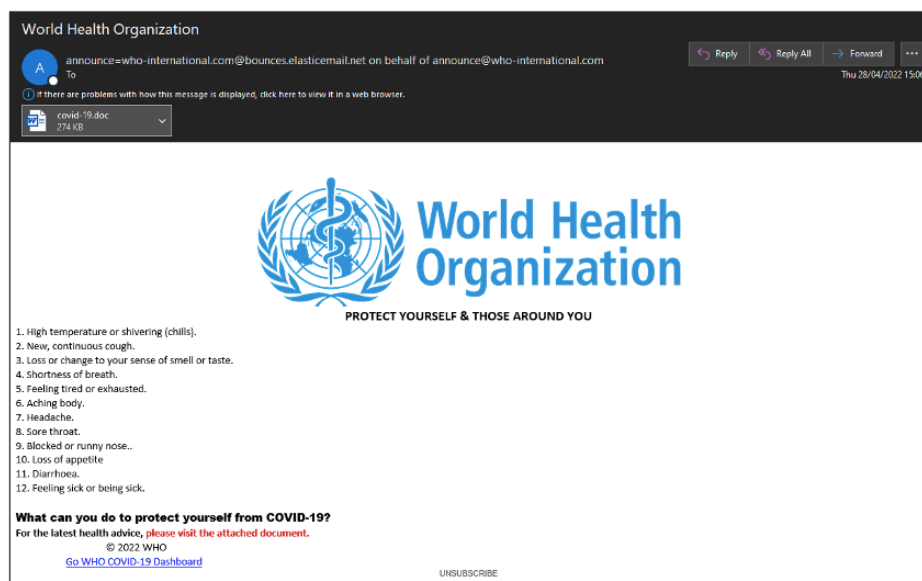 World Health Organization
A
announce=who-international.com@bounces.elasticemail.net on behalf of announce@who-international.com
Reply
Reply All
Forward
To
Thu 28/04/2022 15:06
If there are problems with how this message is displayed, click here to view it in a web browser.
covid-19.doc
274 KB
World Health
Organization
PROTECT YOURSELF & THOSE AROUND YOU
1. High temperature or shivering (chills).
2. New, continuous cough.
3. Loss or change to your sense of smell or taste.
4. Shortness of breath.
5. Feeling tired or exhausted.
6. Aching body.
7. Headache.
8. Sore throat.
9. Blocked or runny nose..
10. Loss of appetite
11. Diarrhoea.
12. Feeling sick or being sick.
What can you do to protect yourself from COVID-19?
For the latest health advice, please visit the attached document.
© 2022 WHO
Go WHO COVID-19 Dashboard
UNSUBSCRIBE